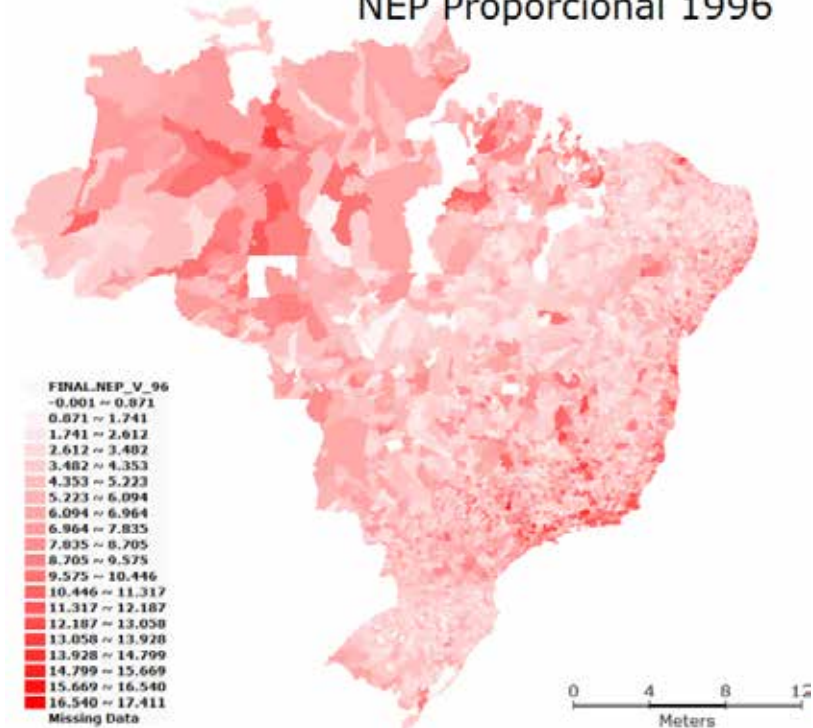 NEP Proporcional 1996
FINAL.NEP_V_96
-0.001 ~ 0.871
0.871 ~ 1.741
1.741 ~ 2.612
2.612 ~ 3.482
3.482 ~ 4.353
4.353 ~ 5.223
5.223 ~ 6.094
6.094 ~ 6.964
6.964 ~ 7.835
7.835 ~ 8.705
8.705 ~ 9.575
9.575 ~ 10.446
10.446 ~ 11.317
11.317 ~ 12.187
12.187 ~ 13.058
13.058 ~ 13.928
13.928 ~ 14.799
14.799 ~ 15.669
15.669 ~ 16.540
16.540 ~ 17.411
Missing Data
0 4 8 12
Meters